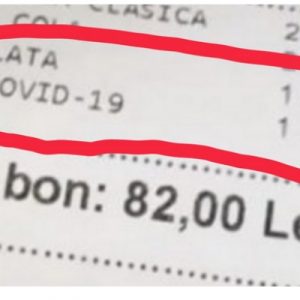 CLASICA 2
COLA
LATA
OVID-19 1
1
bon: 82,00 Le